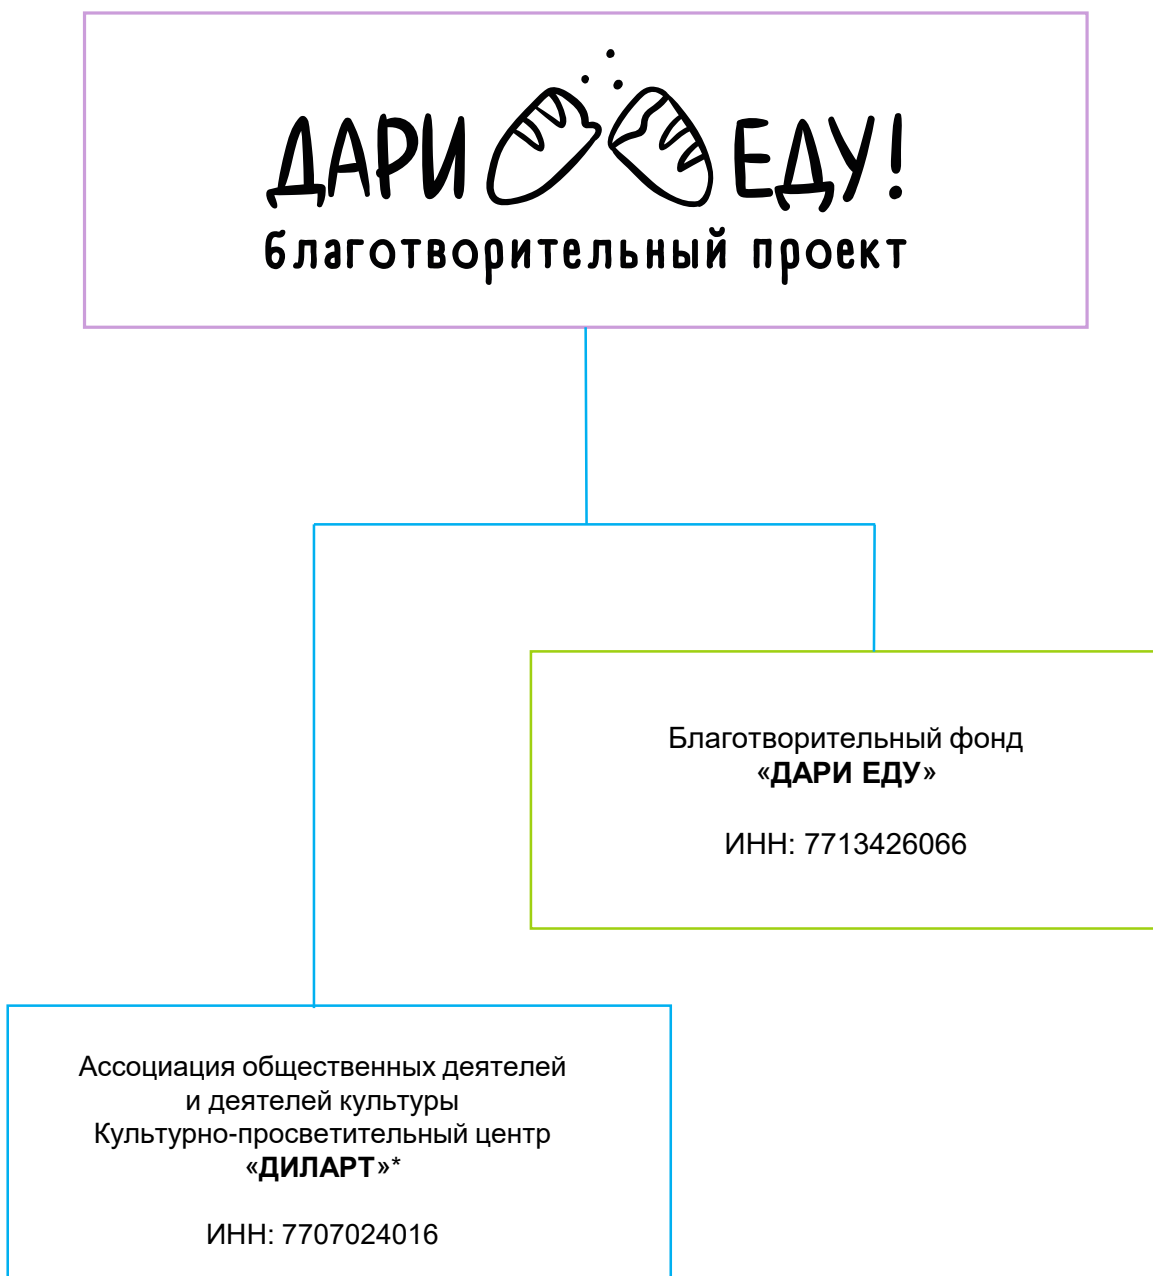 ДАРИ ЕДУ!
благотворительный проект
Благотворительный фонд
«ДАРИ ЕДУ»
ИНН: 7713426066
Ассоциация общественных деятелей
и деятелей культуры
Культурно-просветительный центр
«ДИЛАРТ»*
ИНН: 7707024016